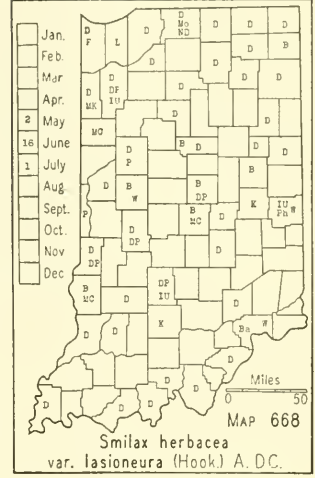 Jan.
Feb.
Mar
Apr.
2 May
16 June
1 July
Aug
Sept.
Oct.
Nov
Dec
D F
L
D
D Mo ND
D
D
D
D
B
D
D
D
D
D DP IU
D MK
D
D
MC
B
D
D
D
D P
B
D
B W
B DP
K
IU W Ph
P
B MC
D
D DP
D DP
D
B MC
D
DP IU
D
D
D
K
Ba
W
D
D
D
D
D
D
Miles
0 50
MAP 668
Smilax herbacea
var. lasioneura (Hook.) A. DC.